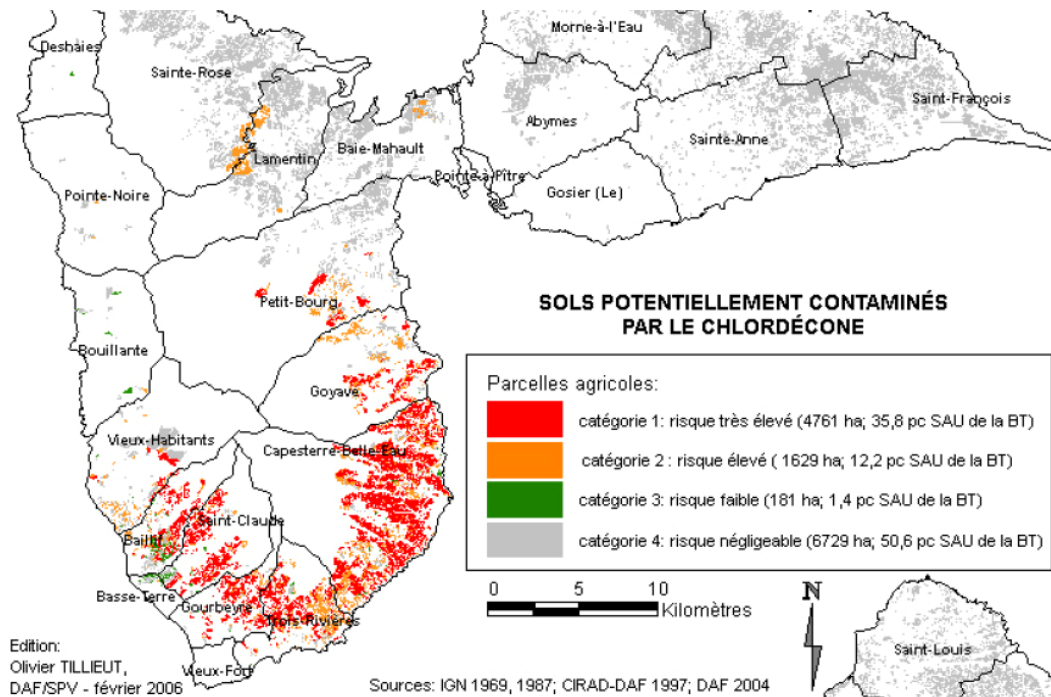 Deshaies
Sainte-Rose
Morne-à-l'Eau
Saint-François
Abymes
Sainte-Anne
Lamentin
Baie-Mahault
Pointe-à-Pître
Pointe-Noire
Gosier (Le)
Petit-Bourg
SOLS POTENTIELLEMENT CONTAMINÉS
PAR LE CHLORDÉCONE
Bouillante
Goyave
Parcelles agricoles:
catégorie 1: risque très élevé (4761 ha; 35,8 pc SAU de la BT)
catégorie 2 : risque élevé ( 1629 ha; 12,2 pc SAU de la BT)
catégorie 3: risque faible (181 ha; 1,4 pc SAU de la BT)
catégorie 4: risque négligeable (6729 ha; 50,6 pc SAU de la BT)
Vieux-Habitants
Capesterre-Belle-Eau
Saint-Claude
Baillif
Basse-Terre
Gourbeyre
Trois-Rivières
Vieux-Fort
0 5 10
Kilomètres
N
Saint-Louis
Edition:
Olivier TILLIEUT,
DAF/SPV - février 2006
Sources: IGN 1969, 1987; CIRAD-DAF 1997; DAF 2004